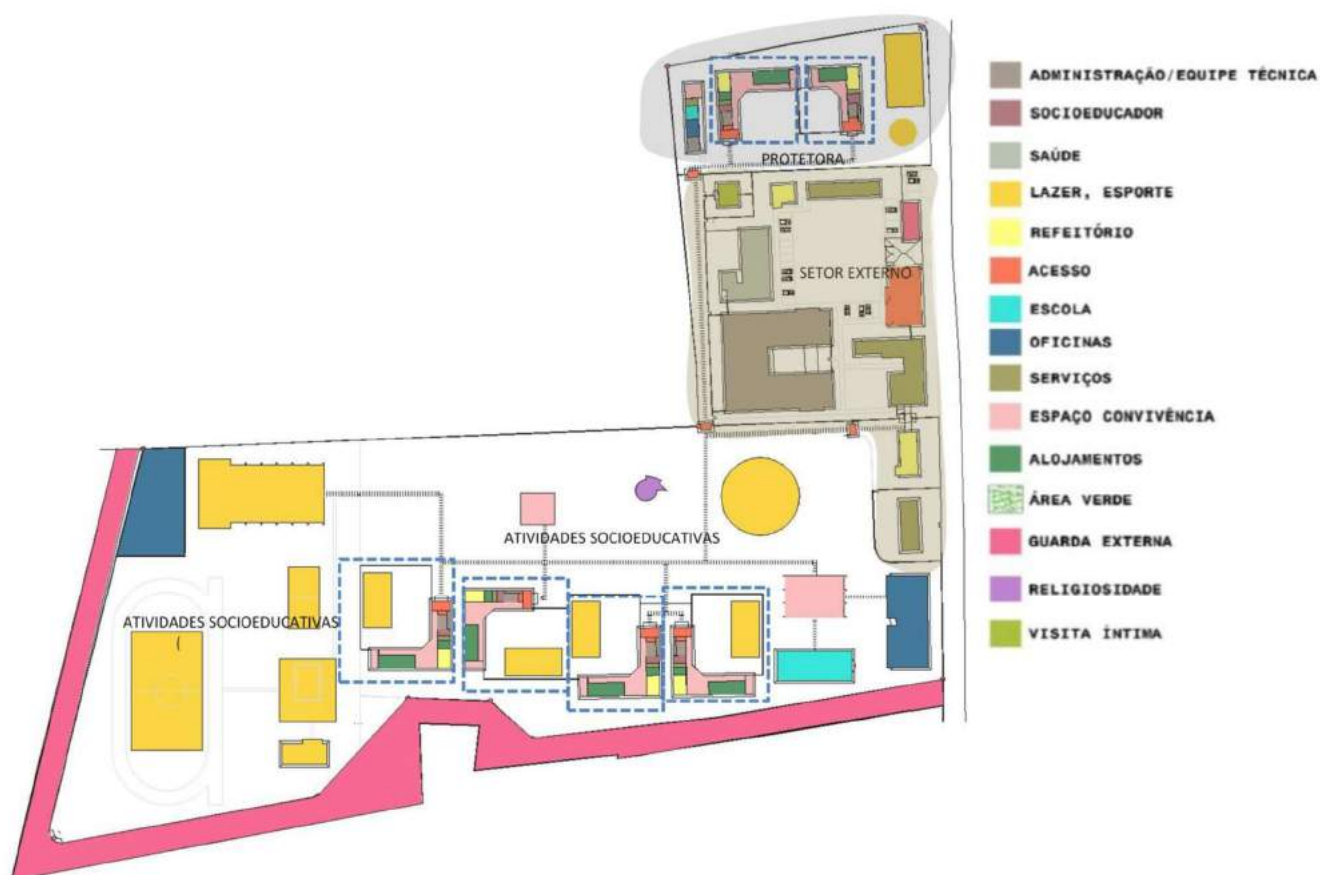 PROTETORA
SETOR EXTERNO
ATIVIDADES SOCIOEDUCATIVAS
ATIVIDADES SOCIOEDUCATIVAS
(
ADMINISTRAÇÃO/EQUIPE TÉCNICA
SOCIOEDUCADOR
SAÚDE
LAZER, ESPORTE
REFEITÓRIO
ACESSO
ESCOLA
OFICINAS
SERVIÇOS
ESPAÇO CONVIVÊNCIA
ALOJAMENTOS
ÁREA VERDE
GUARDA EXTERNA
RELIGIOSIDADE
VISITA ÍNTIMA